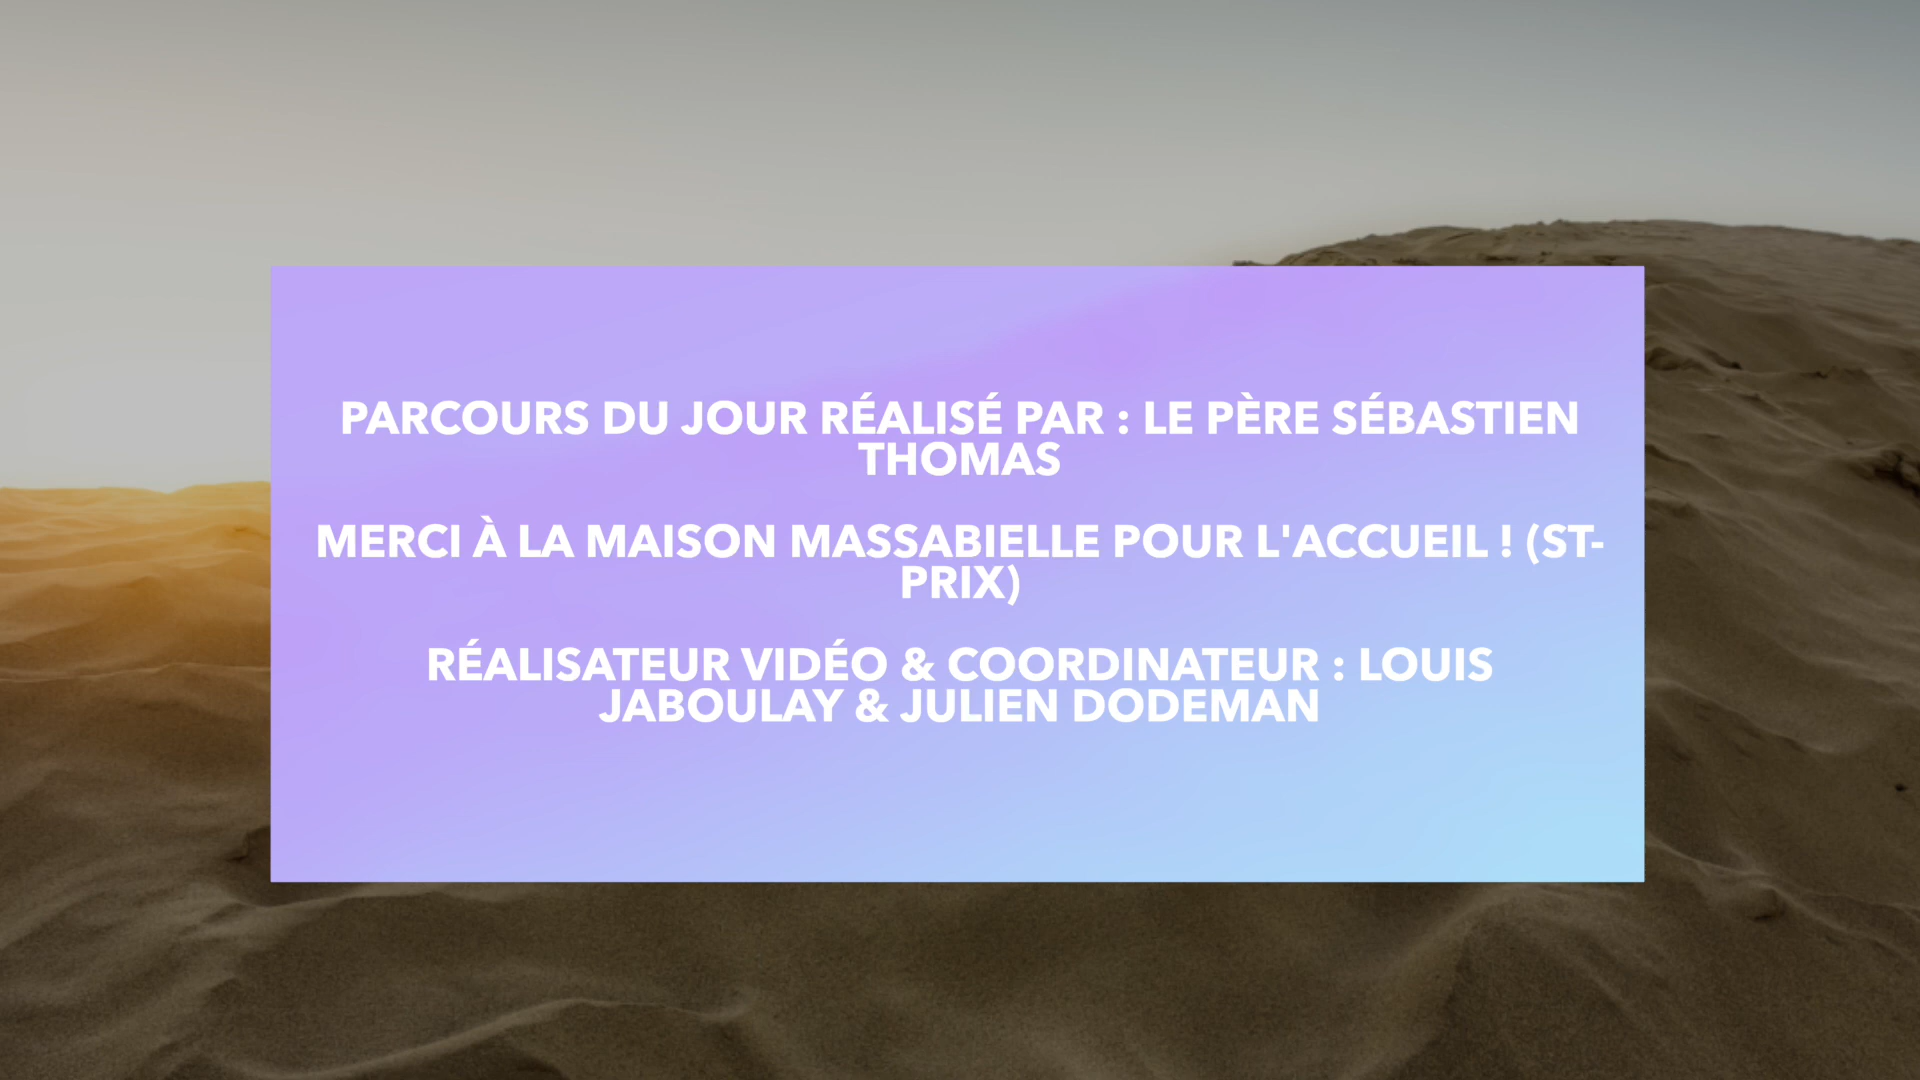 PARCOURS DU JOUR RÉALISÉ PAR : LE PÈRE SÉBASTIEN
THOMAS
MERCI À LA MAISON MASSABIELLE POUR L'ACCUEIL ! (ST-
PRIX)
RÉALISATEUR VIDÉO & COORDINATEUR : LOUIS
JABOULAY & JULIEN DODEMAN